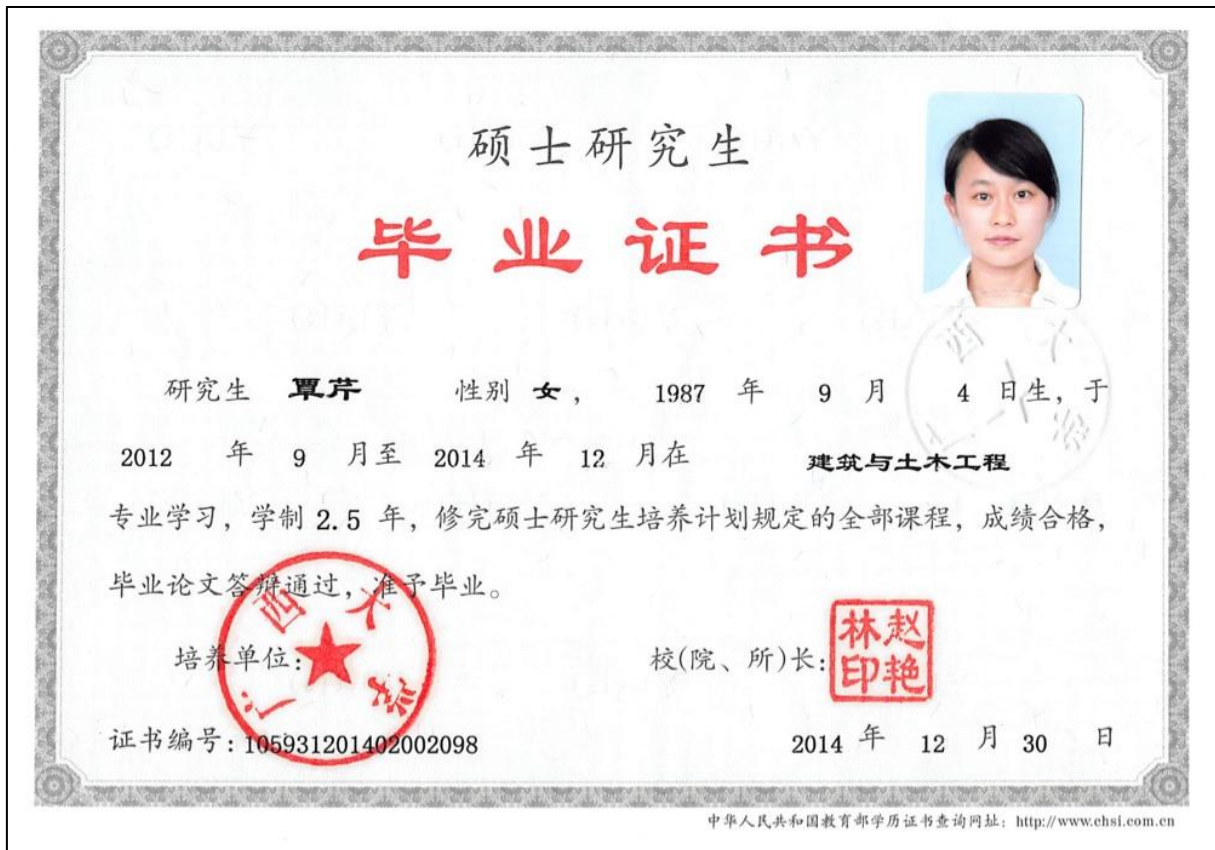 硕士研究生
毕业证书
研究生 覃芹 性别 女, 1987 年 9 月 4 日生, 于
2012 年 9 月至 2014 年 12 月在 建筑与土木工程
专业学习, 学制 2.5 年, 修完硕士研究生培养计划规定的全部课程, 成绩合格,
毕业论文答辩通过, 准予毕业。
广西大学
培养单位: 校(院、所)长: 赵艳林印
证书编号: 105931201402002098 2014 年 12 月 30 日
中华人民共和国教育部学历证书查询网址: http://www.chsi.com.cn